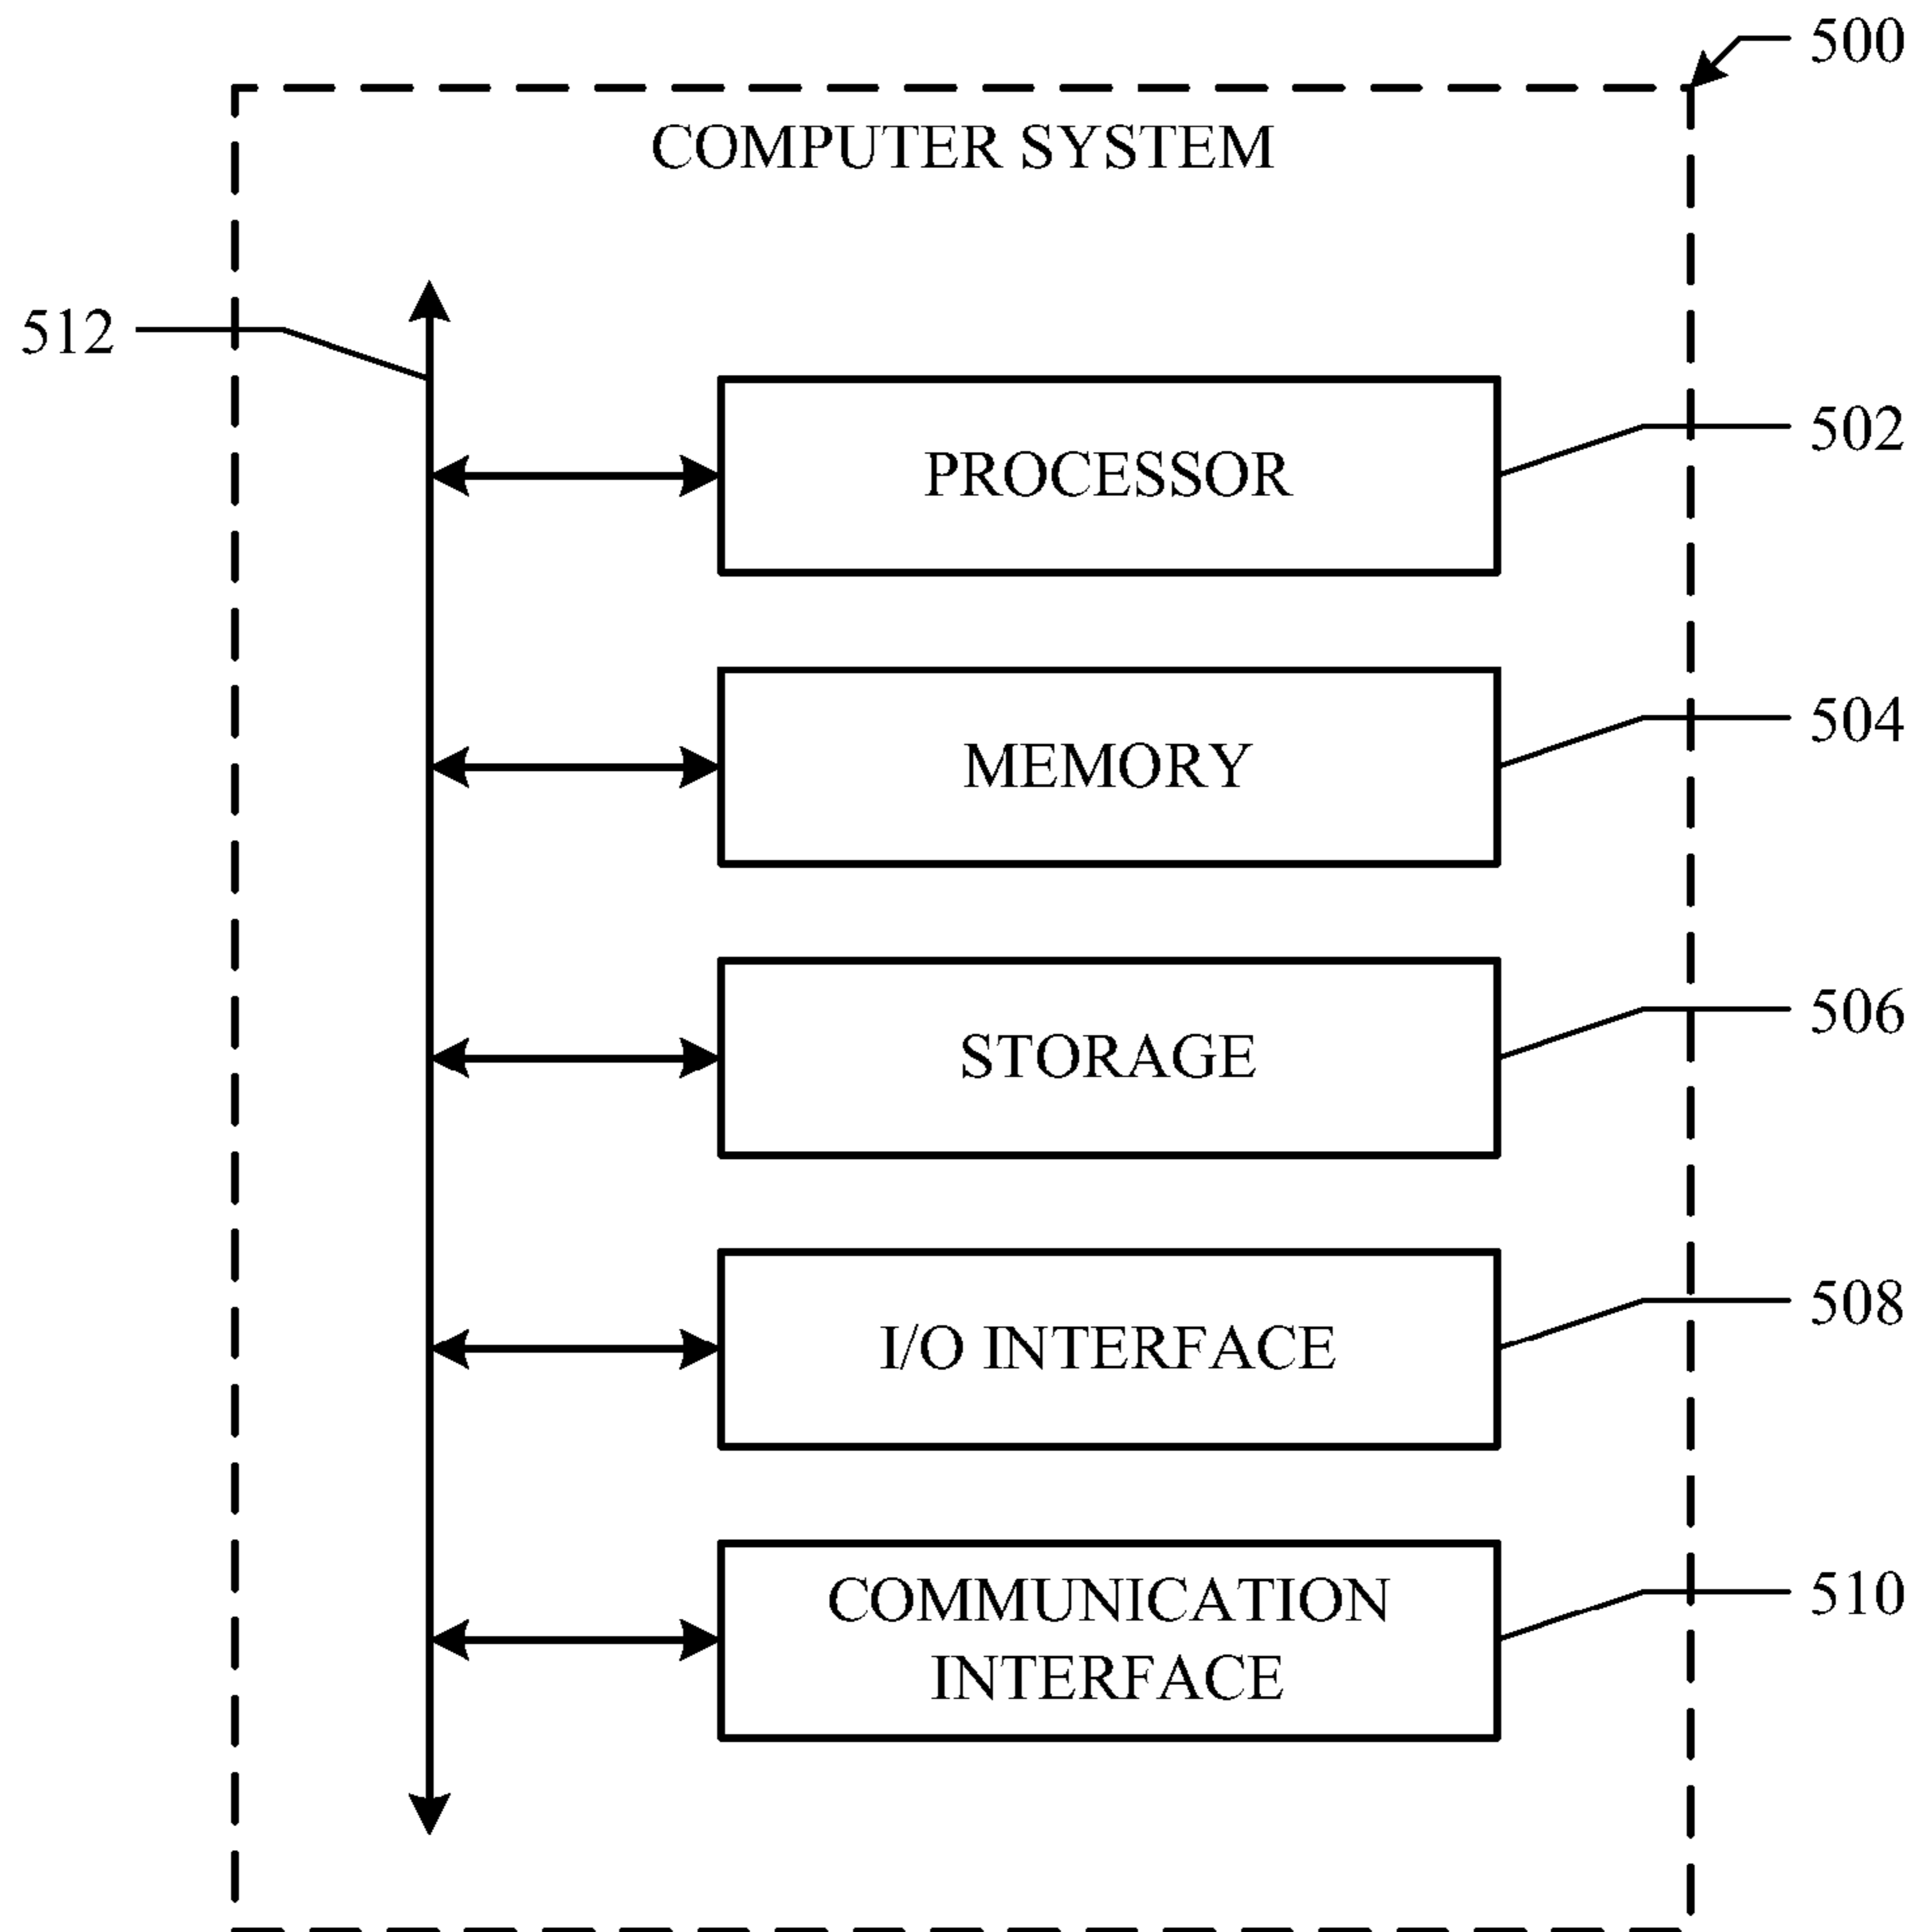 500
COMPUTER SYSTEM
512
PROCESSOR
502
MEMORY
504
STORAGE
506
I/O INTERFACE
508
COMMUNICATION
INTERFACE
510